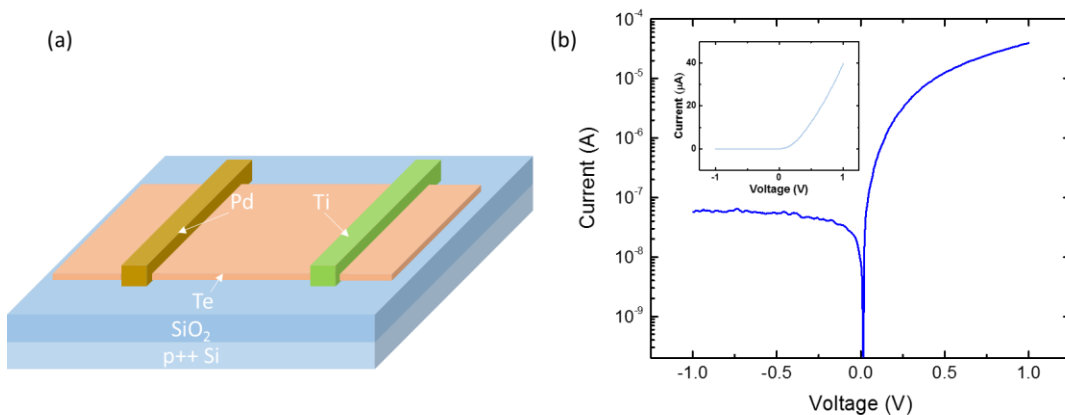 (a)
Pd
Ti
Te
SiO₂
p++ Si
(b)
Current (A)
10⁻⁴
10⁻⁵
10⁻⁶
10⁻⁷
10⁻⁸
10⁻⁹
-1.0
-0.5
0.0
0.5
1.0
Voltage (V)
Current (μA)
40
20
0
-1
0
1
Voltage (V)